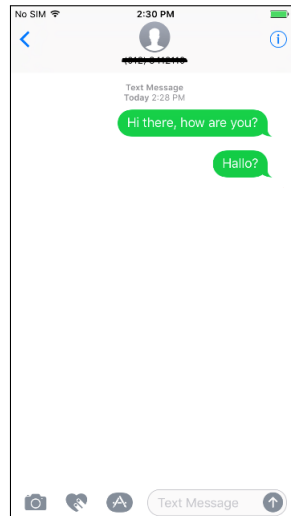 No SIM 2:30 PM
Text Message
Today 2:28 PM
Hi there, how are you?
Hallo?
Text Message